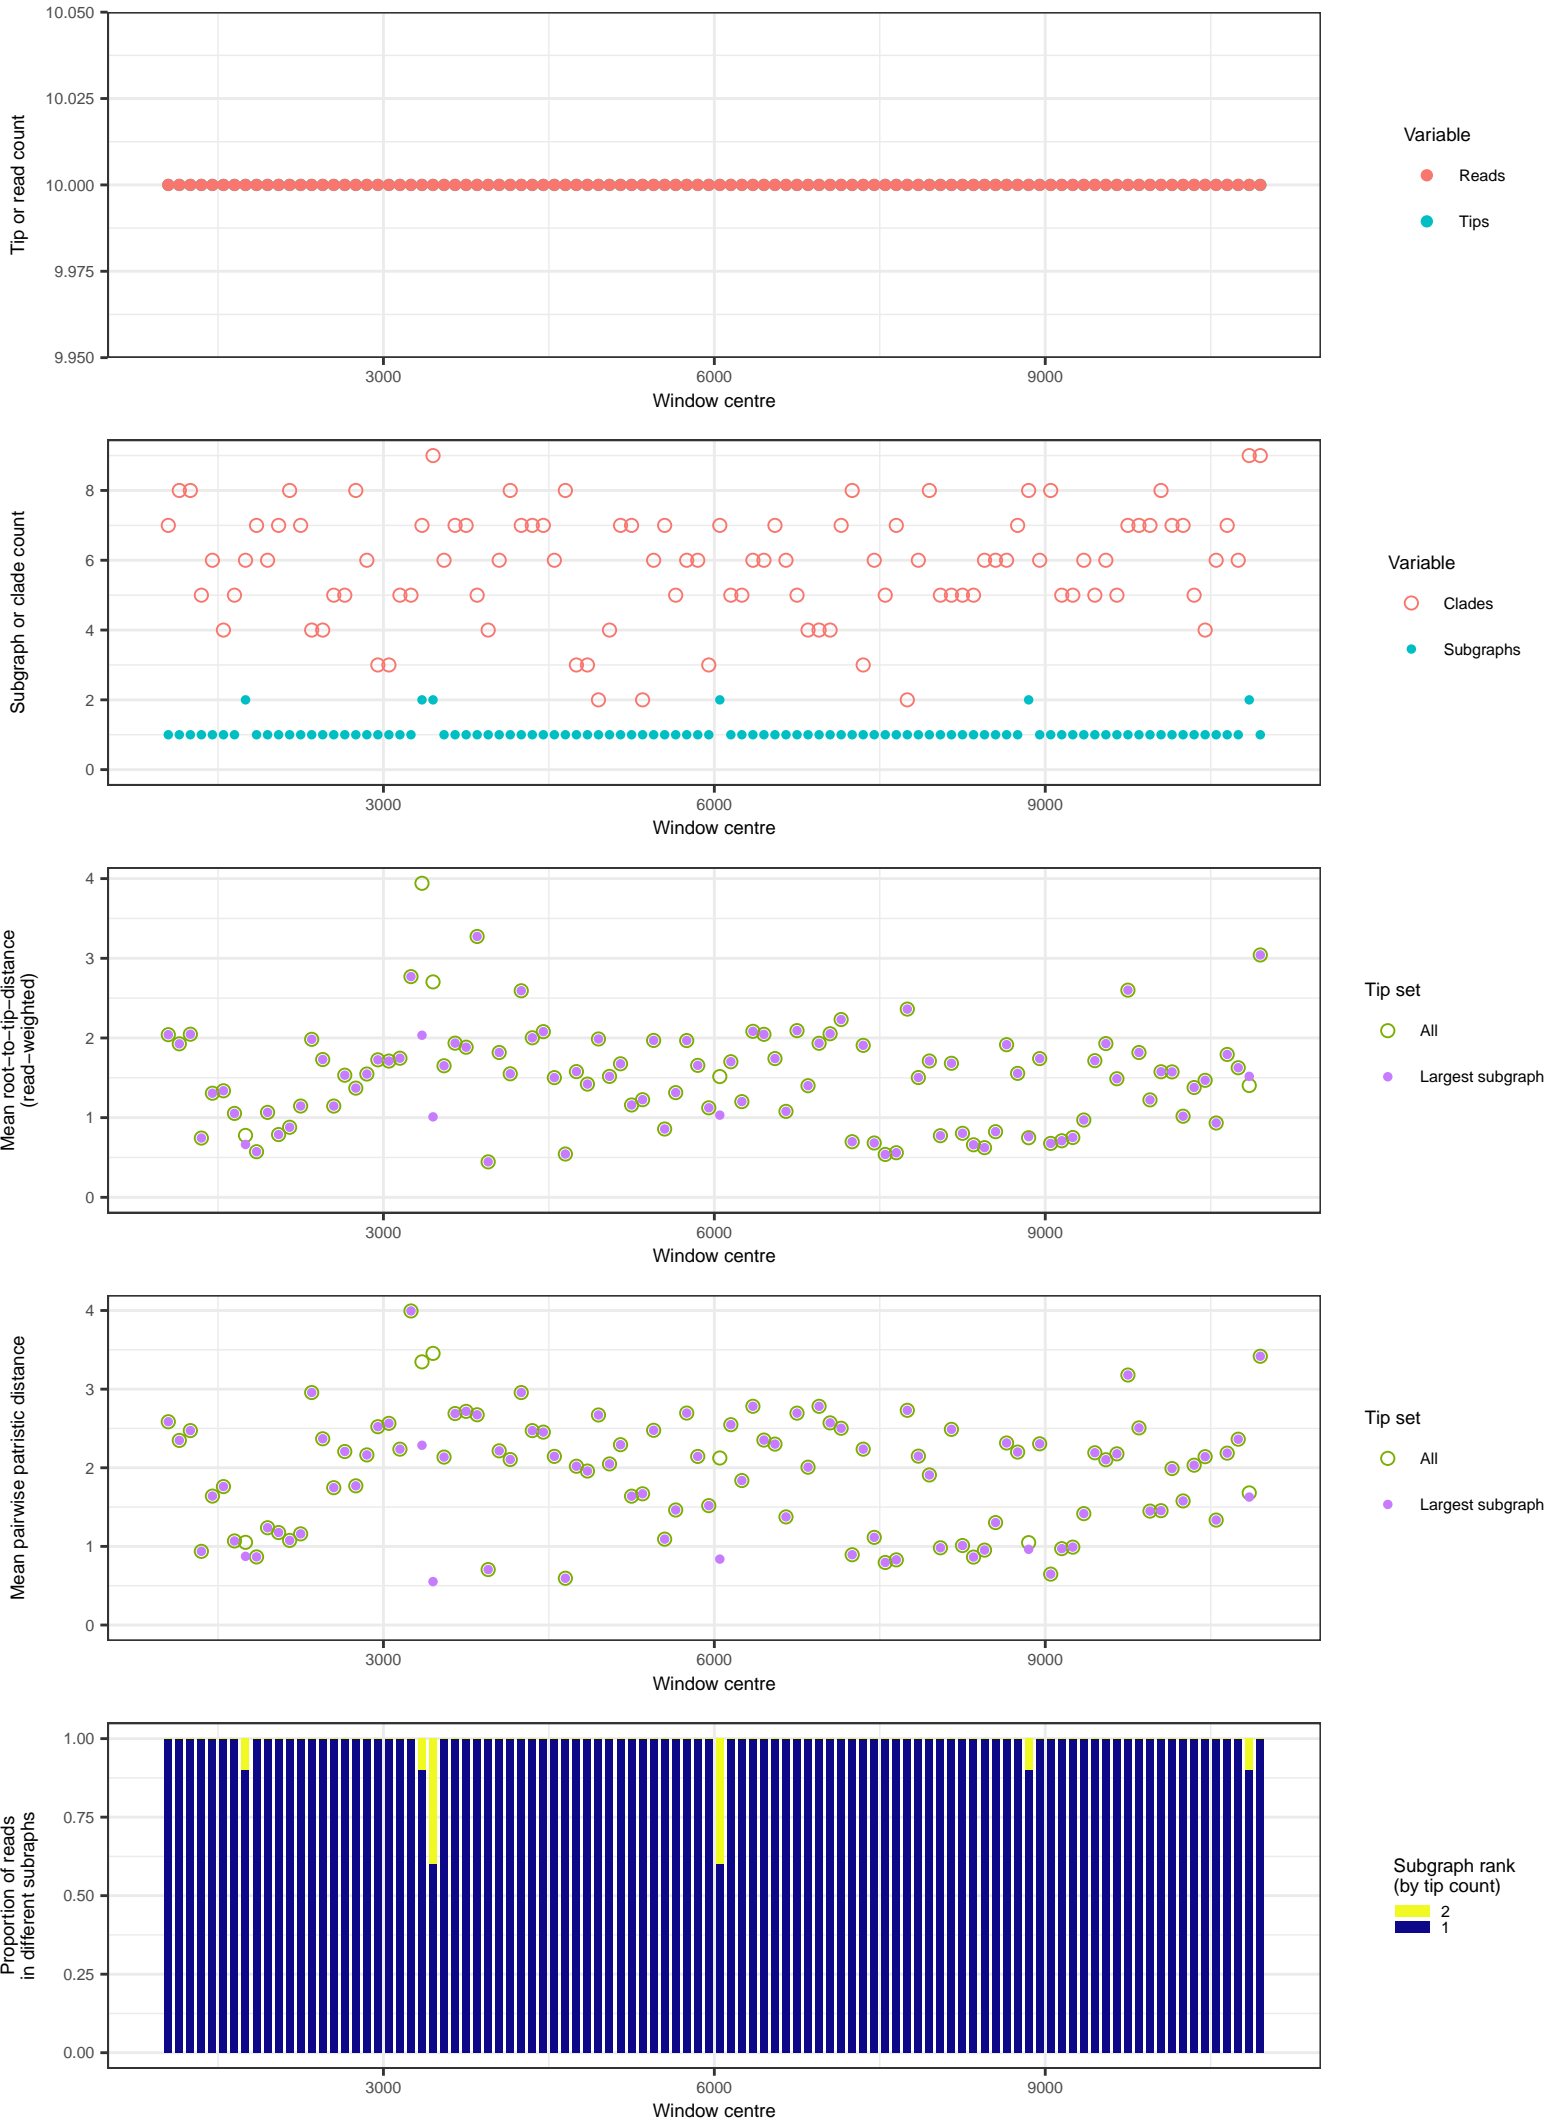 10.050
10.025
10.000
9.975
9.950
Tip or read count
3000
6000
9000
Window centre
Variable
Reads
Tips
8
6
4
2
0
Subgraph or clade count
3000
6000
9000
Window centre
Variable
Clades
Subgraphs
4
3
2
1
0
Mean root−to−tip−distance
(read−weighted)
3000
6000
9000
Window centre
Tip set
All
Largest subgraph
4
3
2
1
0
Mean pairwise patristic distance
3000
6000
9000
Window centre
Tip set
All
Largest subgraph
1.00
0.75
0.50
0.25
0.00
Proportion of reads
in different subraphs
3000
6000
9000
Window centre
Subgraph rank
(by tip count)
2
1